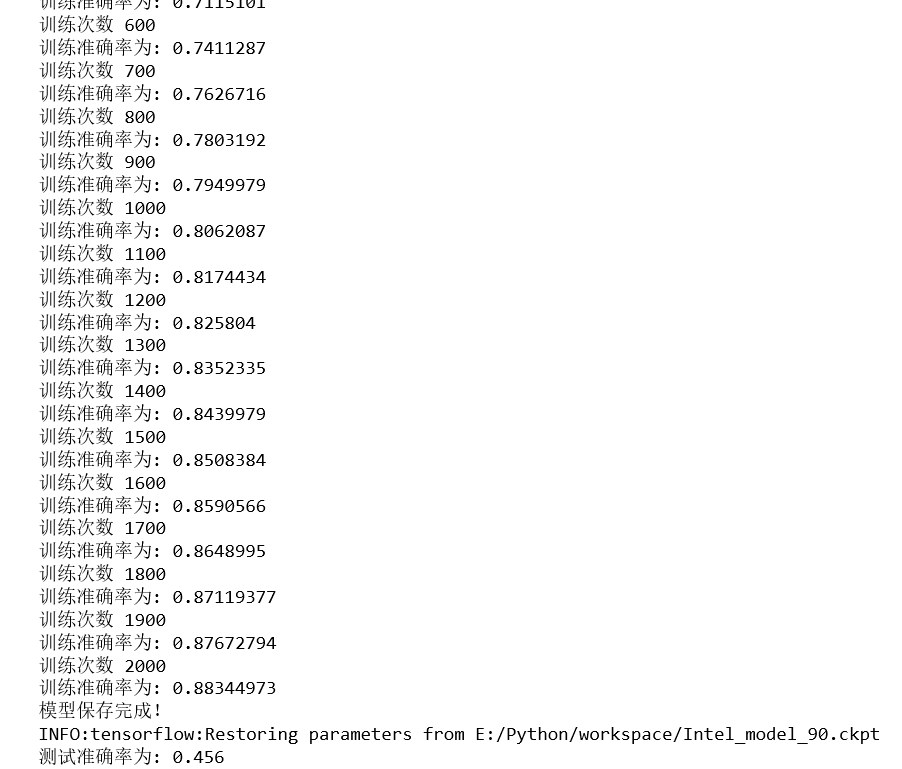 训练准确率为: 0.7115101
训练次数 600
训练准确率为: 0.7411287
训练次数 700
训练准确率为: 0.7626716
训练次数 800
训练准确率为: 0.7803192
训练次数 900
训练准确率为: 0.7949979
训练次数 1000
训练准确率为: 0.8062087
训练次数 1100
训练准确率为: 0.8174434
训练次数 1200
训练准确率为: 0.825804
训练次数 1300
训练准确率为: 0.8352335
训练次数 1400
训练准确率为: 0.8439979
训练次数 1500
训练准确率为: 0.8508384
训练次数 1600
训练准确率为: 0.8590566
训练次数 1700
训练准确率为: 0.8648995
训练次数 1800
训练准确率为: 0.87119377
训练次数 1900
训练准确率为: 0.87672794
训练次数 2000
训练准确率为: 0.88344973
模型保存完成!
INFO:tensorflow:Restoring parameters from E:/Python/workspace/Intel_model_90.ckpt
测试准确率为: 0.456